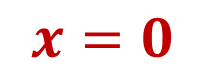 x = 0